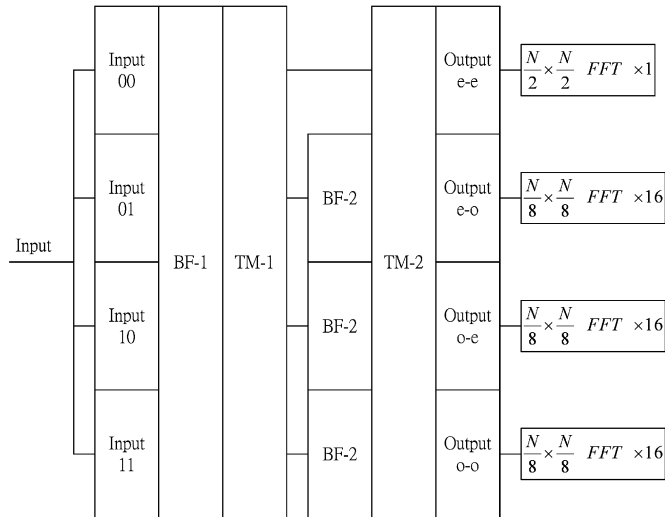 Input
00
Output
e-e
N/2 × N/2 FFT ×1
Input
01
BF-2
Output
e-o
N/8 × N/8 FFT ×16
Input
BF-1
TM-1
TM-2
Input
10
BF-2
Output
o-e
N/8 × N/8 FFT ×16
Input
11
BF-2
Output
o-o
N/8 × N/8 FFT ×16